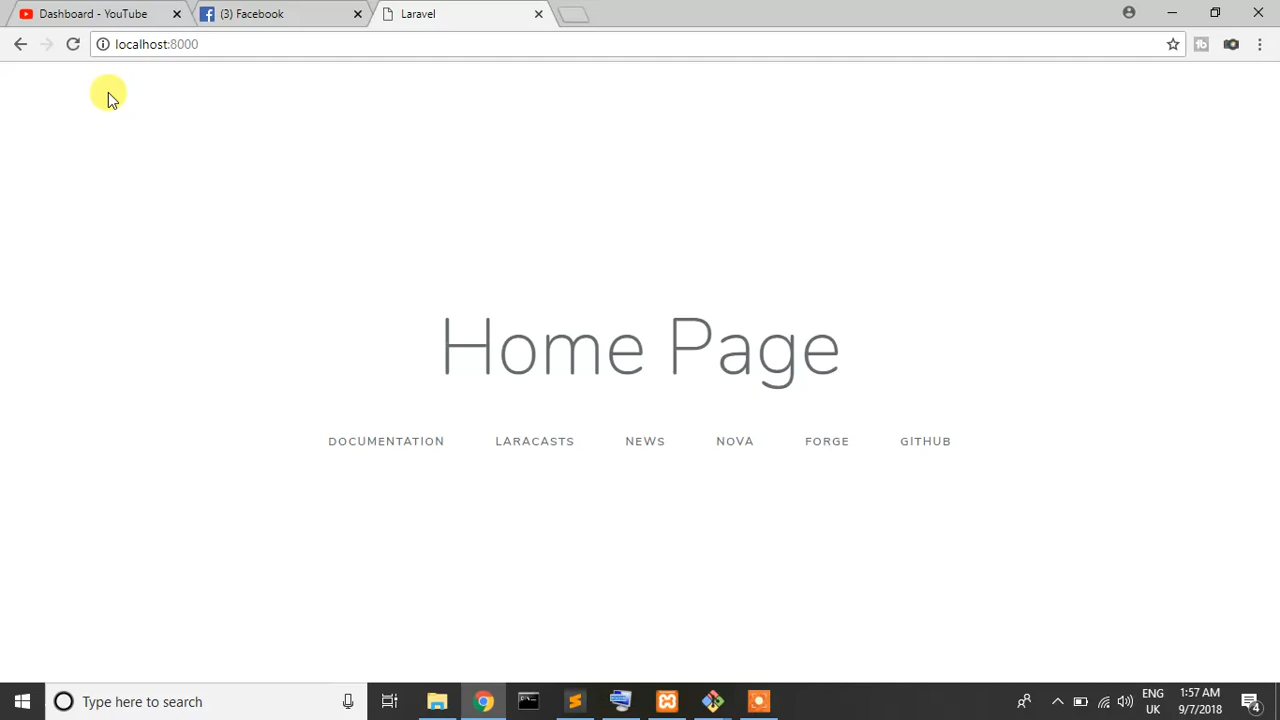 Dashboard - YouTube
(3) Facebook
Laravel
localhost:8000
Home Page
DOCUMENTATION LARACASTS NEWS NOVA FORGE GITHUB
Type here to search
ENG
UK
1:57 AM
9/7/2018
4